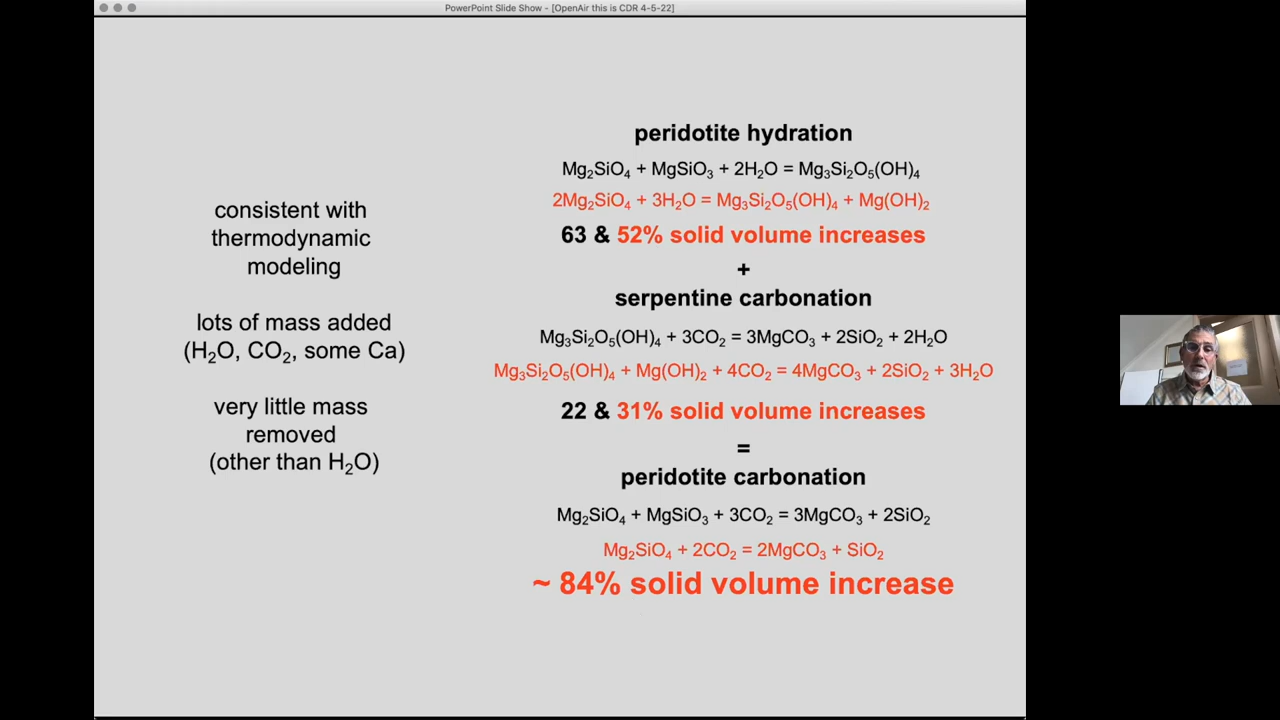 PowerPoint Slide Show - [OpenAir this is CDR 4-5-22]
consistent with
thermodynamic
modeling
lots of mass added
(H₂O, CO₂, some Ca)
very little mass
removed
(other than H₂O)
peridotite hydration
Mg₂SiO₄ + MgSiO₃ + 2H₂O = Mg₃Si₂O₅(OH)₄
2Mg₂SiO₄ + 3H₂O = Mg₃Si₂O₅(OH)₄ + Mg(OH)₂
63 & 52% solid volume increases
+
serpentine carbonation
Mg₃Si₂O₅(OH)₄ + 3CO₂ = 3MgCO₃ + 2SiO₂ + 2H₂O
Mg₃Si₂O₅(OH)₄ + Mg(OH)₂ + 4CO₂ = 4MgCO₃ + 2SiO₂ + 3H₂O
22 & 31% solid volume increases
=
peridotite carbonation
Mg₂SiO₄ + MgSiO₃ + 3CO₂ = 3MgCO₃ + 2SiO₂
Mg₂SiO₄ + 2CO₂ = 2MgCO₃ + SiO₂
~ 84% solid volume increase